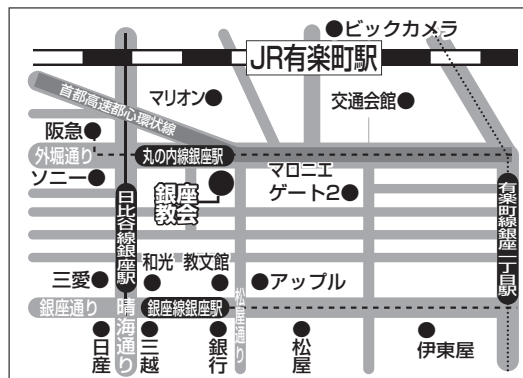 ●ビックカメラ
JR有楽町駅
首都高速都心環状線
マリオン●
交通会館●
阪急●
外堀通り
丸の内線銀座駅
ソニー●
銀座
教会
マロニエ
ゲート2●
日比谷線銀座駅
有楽町線銀座一丁目駅
三愛●
和光
教文館
●アップル
銀座通り
晴海通り
銀座線銀座駅
松屋通り
日産
三越
銀行
松屋
伊東屋